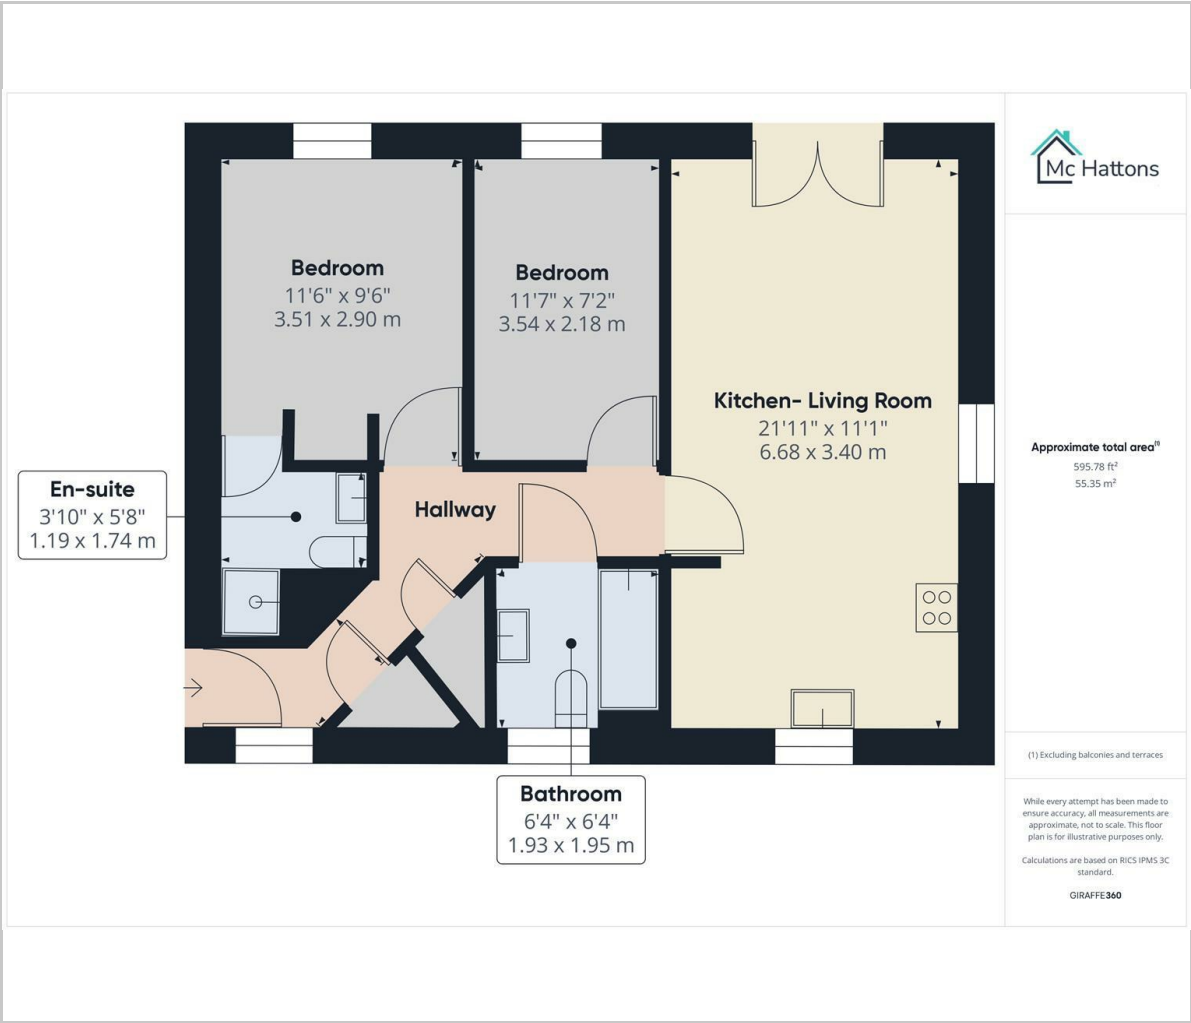 Bedroom
11'6" x 9'6"
3.51 x 2.90 m
Bedroom
11'7" x 7'2"
3.54 x 2.18 m
Kitchen- Living Room
21'11" x 11'1"
6.68 x 3.40 m
En-suite
3'10" x 5'8"
1.19 x 1.74 m
Hallway
Bathroom
6'4" x 6'4"
1.93 x 1.95 m
Mc Hattons
Approximate total area⁽¹⁾
595.78 ft²
55.35 m²
(1) Excluding balconies and terraces
While every attempt has been made to
ensure accuracy, all measurements are
approximate, not to scale. This floor
plan is for illustrative purposes only.
Calculations are based on RICS IPMS 3C
standard.
GIRAFFE360